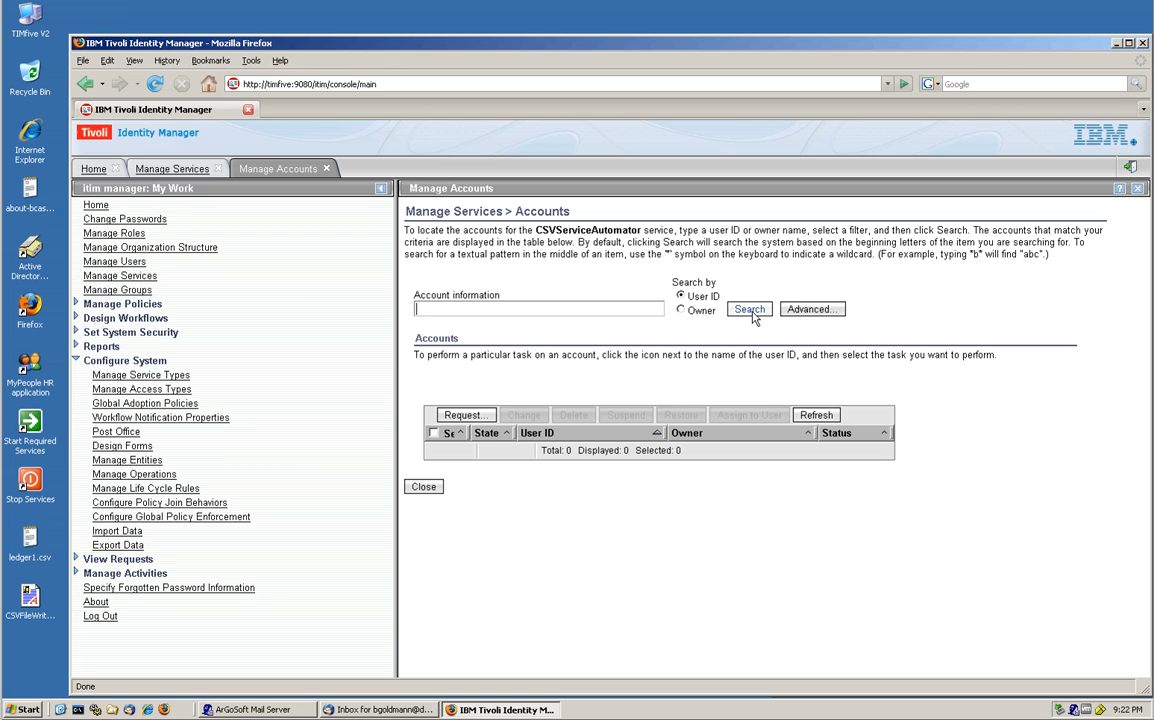 TIMfive V2
Recycle Bin
Internet
Explorer
about-bcas...
Active
Director...
Firefox
MyPeople HR
application
Start Required
Services
Stop Services
ledger1.csv
CSVFileWrit...
IBM Tivoli Identity Manager - Mozilla Firefox
File Edit View History Bookmarks Tools Help
http://timfive:9080/itim/console/main
G Google
IBM Tivoli Identity Manager
Tivoli Identity Manager
IBM.
Home Manage Services Manage Accounts
itim manager: My Work
Home
Change Passwords
Manage Roles
Manage Organization Structure
Manage Users
Manage Services
Manage Groups
Manage Policies
Design Workflows
Set System Security
Reports
Configure System
Manage Service Types
Manage Access Types
Global Adoption Policies
Workflow Notification Properties
Post Office
Design Forms
Manage Entities
Manage Operations
Manage Life Cycle Rules
Configure Policy Join Behaviors
Configure Global Policy Enforcement
Import Data
Export Data
View Requests
Manage Activities
Specify Forgotten Password Information
About
Log Out
Manage Accounts
Manage Services > Accounts
To locate the accounts for the CSVServiceAutomator service, type a user ID or owner name, select a filter, and then click Search. The accounts that match your
criteria are displayed in the table below. By default, clicking Search will search the system based on the beginning letters of the item you are searching for. To
search for a textual pattern in the middle of an item, use the "*" symbol on the keyboard to indicate a wildcard. (For example, typing *b* will find "abc".)
Search by
Account information
User ID
Owner
Search Advanced...
Accounts
To perform a particular task on an account, click the icon next to the name of the user ID, and then select the task you want to perform.
Request... Change Delete Suspend Restore Assign to User Refresh
Se State User ID Owner Status
Total: 0 Displayed: 0 Selected: 0
Close
Done
Start ArGoSoft Mail Server Inbox for bgoldmann@d... IBM Tivoli Identity M... 9:22 PM